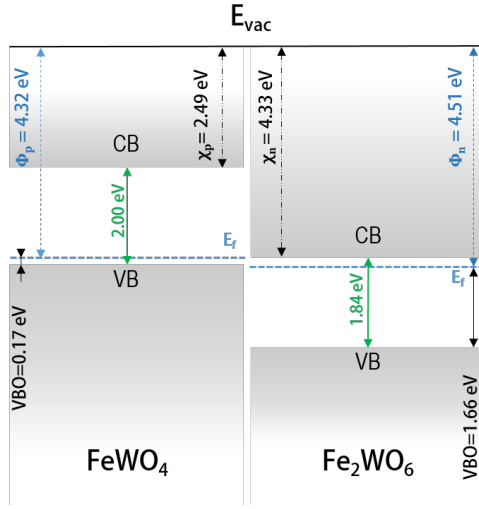 E_vac
Φ_p = 4.32 eV
χ_p= 2.49 eV
χ_n = 4.33 eV
Φ_n = 4.51 eV
CB
2.00 eV
E_f
VB
VBO=0.17 eV
CB
E_f
1.84 eV
VB
VBO=1.66 eV
FeWO₄
Fe₂WO₆